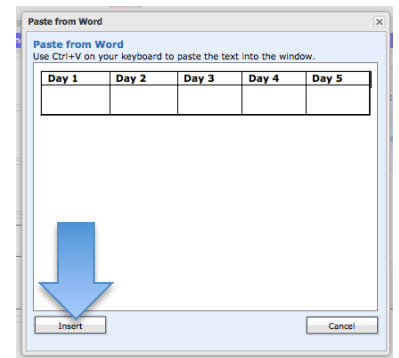 Paste from Word
Paste from Word
Use Ctrl+V on your keyboard to paste the text into the window.
Day 1 Day 2 Day 3 Day 4 Day 5
Insert Cancel